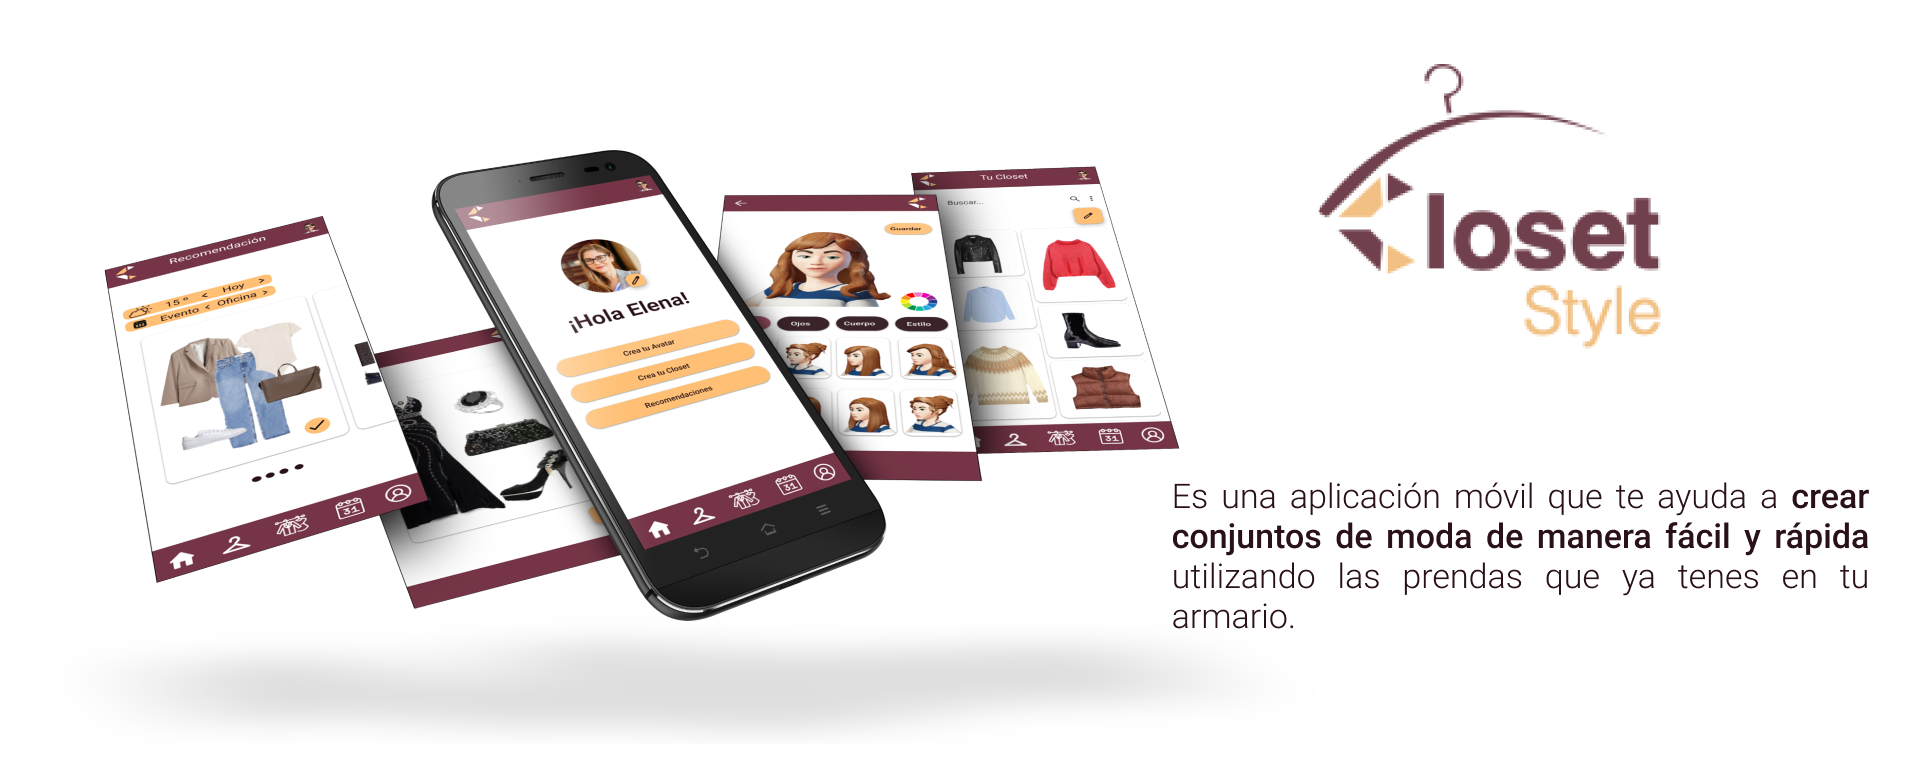 Recomendación
15° < Hoy >
Evento < Oficina >
¡Hola Elena!
Crea tu Avatar
Crea tu Closet
Recomendaciones
31
31
Guardar
Ojos
Cuerpo
Estilo
Tu Closet
Buscar...
31
loset
Style
Es una aplicación móvil que te ayuda a crear
conjuntos de moda de manera fácil y rápida
utilizando las prendas que ya tenes en tu
armario.